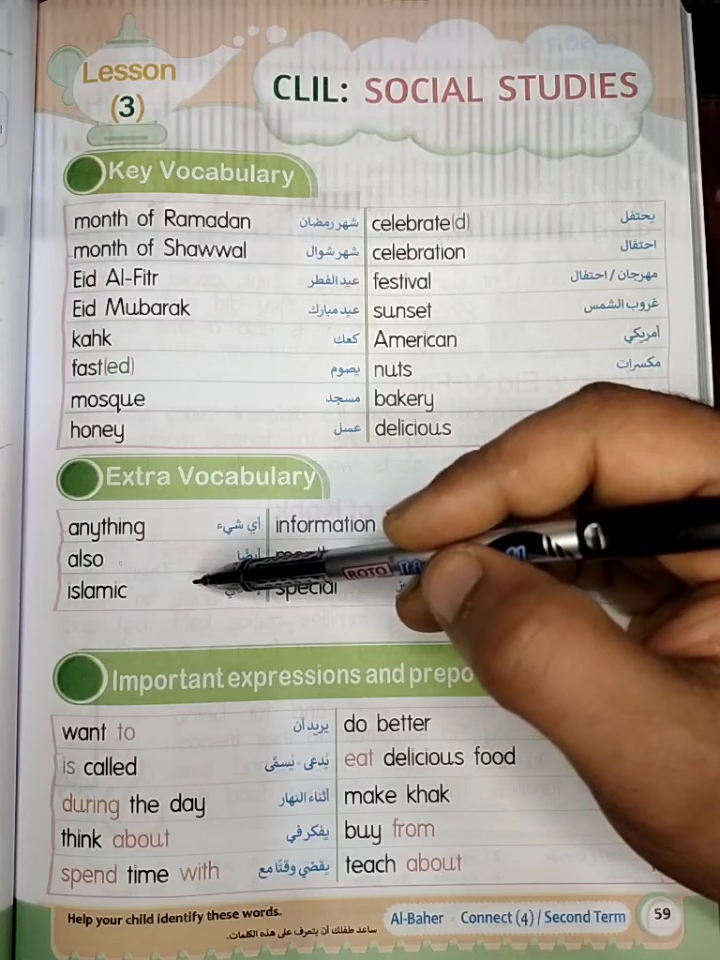 Lesson
(3)
CLIL: SOCIAL STUDIES
Key Vocabulary
month of Ramadan شهر رمضان celebrate(d) يحتفل
month of Shawwal شهر شوال celebration احتفال
Eid Al-Fitr عيد الفطر festival مهرجان / احتفال
Eid Mubarak عيد مبارك sunset غروب الشمس
kahk كعك American أمريكي
fast(ed) يصوم nuts مكسرات
mosque مسجد bakery
honey عسل delicious
Extra Vocabulary
anything أي شيء information
also أيضًا
islamic special
Important expressions and prepo
want to يريد أن do better
is called يُدعى - يُسمَّى eat delicious food
during the day أثناء النهار make khak
think about يفكر في buy from
spend time with يقضي وقتًا مع teach about
Help your child identify these words.
ساعد طفلك أن يتعرف على هذه الكلمات.
Al-Baher Connect (4) / Second Term
59